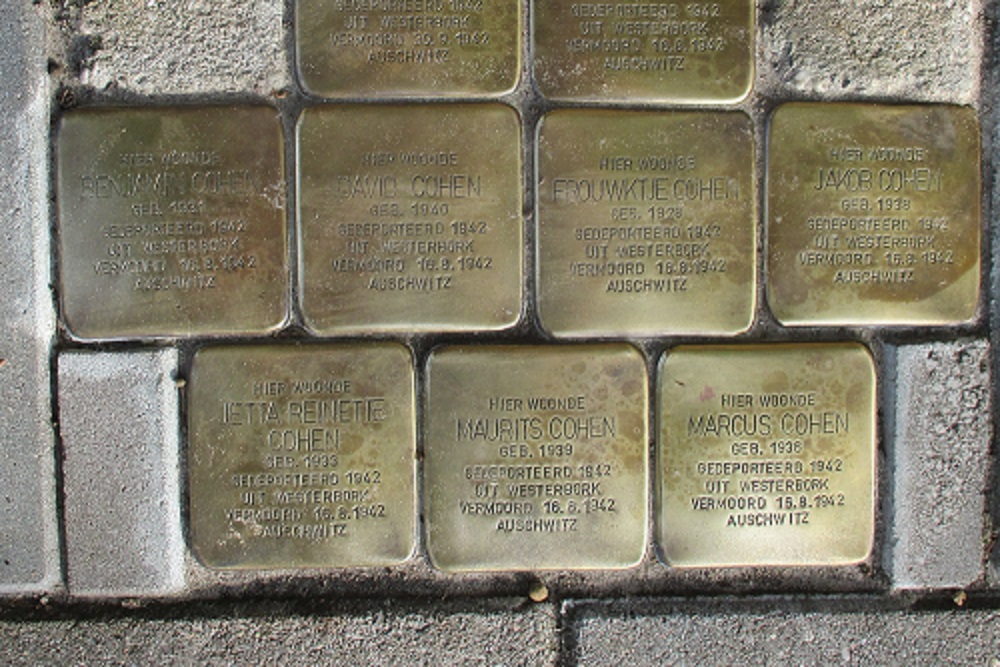 GEDEPORTEERD 1942
UIT WESTERBORK
VERMOORD 30.9.1942
AUSCHWITZ
GEDEPORTEERD 1942
UIT WESTERBORK
VERMOORD 16.8.1942
AUSCHWITZ
HIER WOONDE
BENJAMIN COHEN
GEB. 1931
GEDEPORTEERD 1942
UIT WESTERBORK
VERMOORD 16.8.1942
AUSCHWITZ
HIER WOONDE
DAVID COHEN
GEB. 1940
GEDEPORTEERD 1942
UIT WESTERBORK
VERMOORD 16.8.1942
AUSCHWITZ
HIER WOONDE
FROUWKTJE COHEN
GEB. 1928
GEDEPORTEERD 1942
UIT WESTERBORK
VERMOORD 16.8.1942
AUSCHWITZ
HIER WOONDE
JAKOB COHEN
GEB. 1938
GEDEPORTEERD 1942
UIT WESTERBORK
VERMOORD 16.8.1942
AUSCHWITZ
HIER WOONDE
JETTA REINETJE
COHEN
GEB. 1933
GEDEPORTEERD 1942
UIT WESTERBORK
VERMOORD 16.8.1942
AUSCHWITZ
HIER WOONDE
MAURITS COHEN
GEB. 1939
GEDEPORTEERD 1942
UIT WESTERBORK
VERMOORD 16.8.1942
AUSCHWITZ
HIER WOONDE
MARCUS COHEN
GEB. 1936
GEDEPORTEERD 1942
UIT WESTERBORK
VERMOORD 16.8.1942
AUSCHWITZ